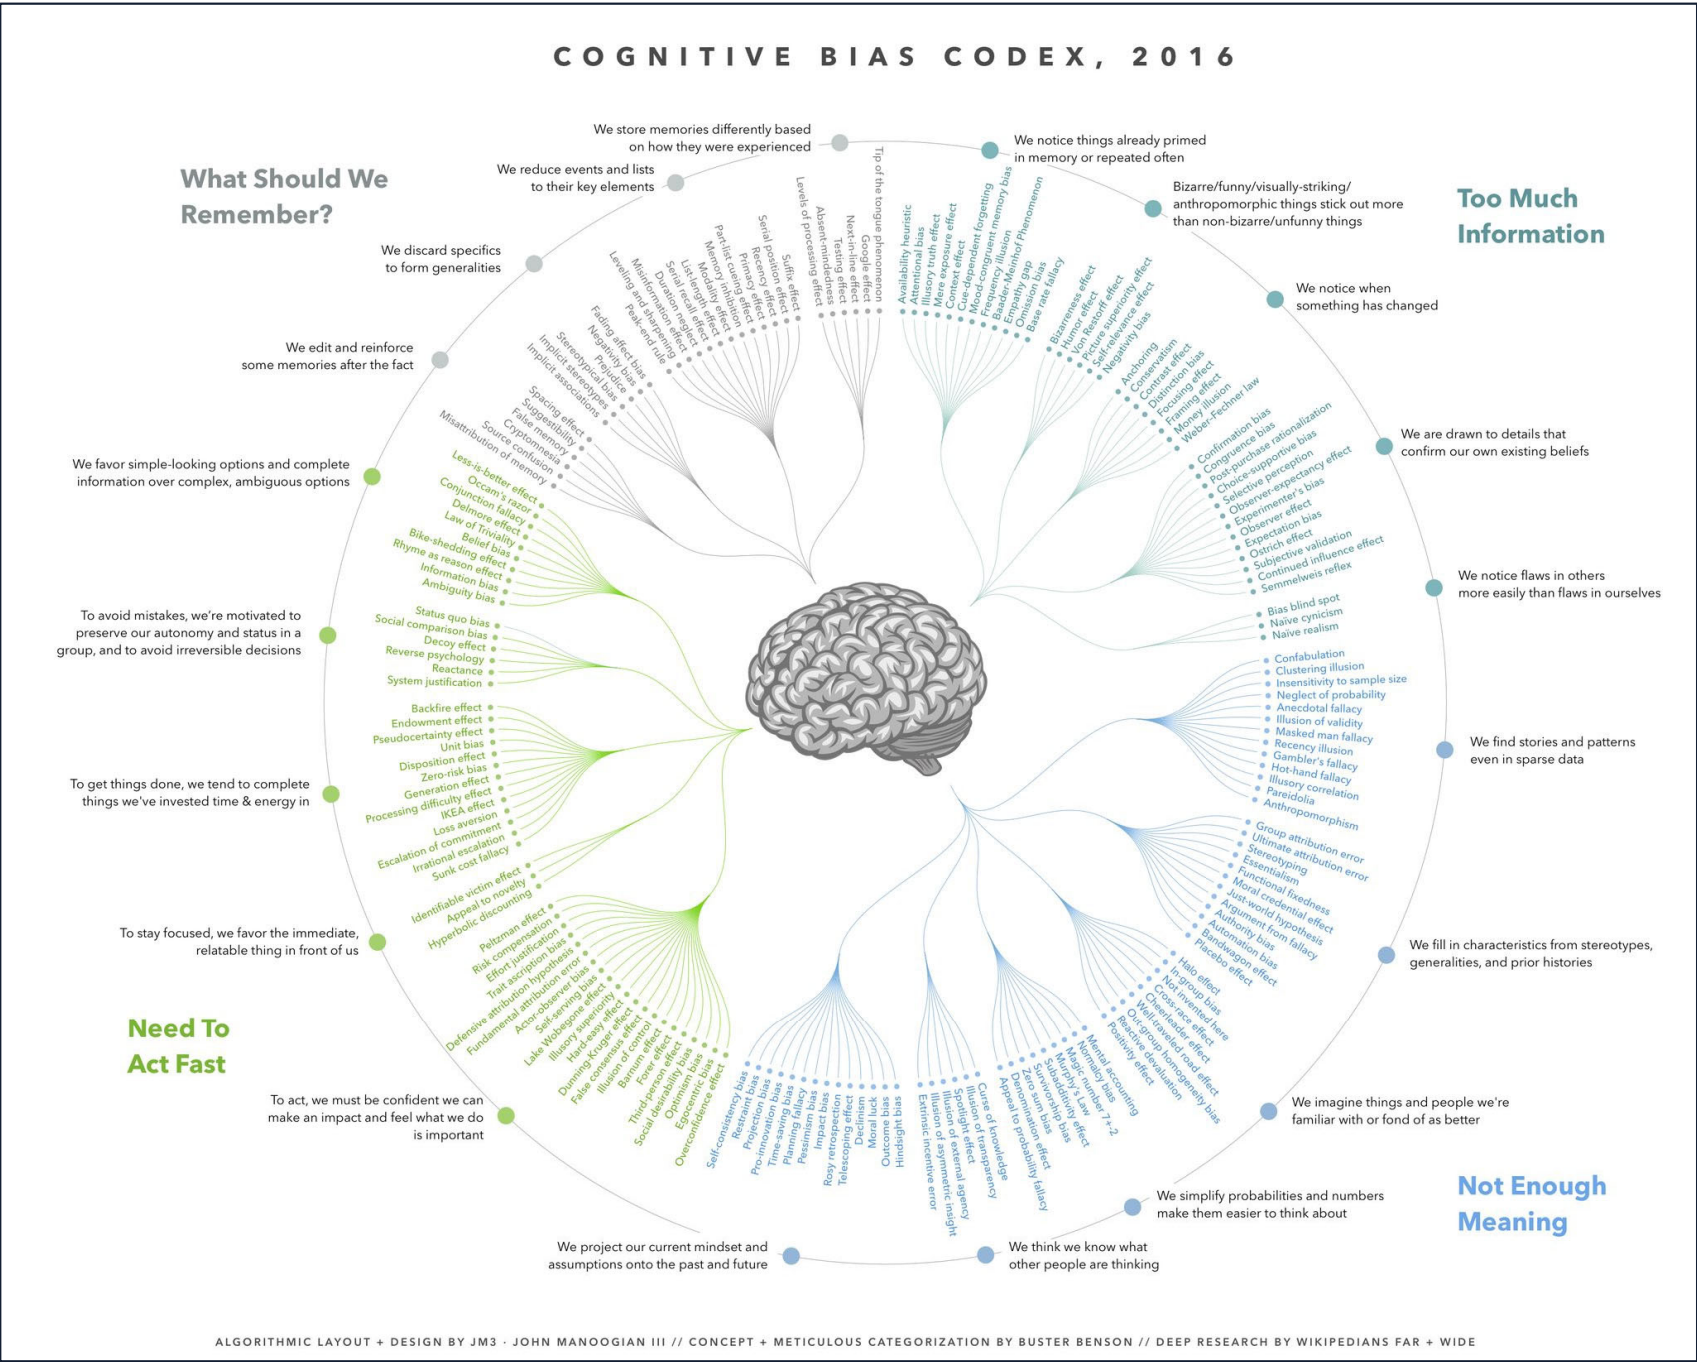 COGNITIVE BIAS CODEX, 2016
What Should We
Remember?
We store memories differently based
on how they were experienced
We reduce events and lists
to their key elements
We discard specifics
to form generalities
We edit and reinforce
some memories after the fact
Too Much
Information
We notice things already primed
in memory or repeated often
Bizarre/funny/visually-striking/
anthropomorphic things stick out more
than non-bizarre/unfunny things
We notice when
something has changed
We are drawn to details that
confirm our own existing beliefs
We notice flaws in others
more easily than flaws in ourselves
Availability heuristic
Attentional bias
Illusory truth effect
Mere exposure effect
Context effect
Cue-dependent forgetting
Mood-congruent memory bias
Frequency illusion
Baader-Meinhof Phenomenon
Empathy gap
Omission bias
Base rate fallacy
Bizarreness effect
Humor effect
Von Restorff effect
Picture superiority effect
Self-relevance effect
Negativity bias
Anchoring
Conservatism
Contrast effect
Distinction bias
Focusing effect
Framing effect
Money illusion
Weber–Fechner law
Confirmation bias
Congruence bias
Post-purchase rationalization
Choice-supportive bias
Selective perception
Observer-expectancy effect
Experimenter's bias
Observer effect
Expectation bias
Ostrich effect
Subjective validation
Continued influence effect
Semmelweis reflex
Bias blind spot
Naïve cynicism
Naïve realism
Confabulation
Clustering illusion
Insensitivity to sample size
Neglect of probability
Anecdotal fallacy
Illusion of validity
Masked man fallacy
Recency illusion
Gambler's fallacy
Hot-hand fallacy
Illusory correlation
Pareidolia
Anthropomorphism
We find stories and patterns
even in sparse data
Group attribution error
Ultimate attribution error
Stereotyping
Essentialism
Functional fixedness
Moral credential effect
Just-world hypothesis
Argument from fallacy
Authority bias
Automation bias
Bandwagon effect
Placebo effect
We fill in characteristics from stereotypes,
generalities, and prior histories
Halo effect
In-group bias
Not invented here
Cross-race effect
Cheerleader effect
Well-traveled road effect
Out-group homogeneity bias
Reactive devaluation
Positivity effect
We imagine things and people we're
familiar with or fond of as better
Not Enough
Meaning
Mental accounting
Magic number 7+-2
Normalcy bias
Murphy's Law
Subadditivity effect
Survivorship bias
Zero sum bias
Denomination effect
Appeal to probability fallacy
We simplify probabilities and numbers
make them easier to think about
Curse of knowledge
Illusion of transparency
Spotlight effect
Illusion of external agency
Illusion of asymmetric insight
Extrinsic incentive error
We think we know what
other people are thinking
Hindsight bias
Outcome bias
Moral luck
Declinism
Telescoping effect
Rosy retrospection
Impact bias
Pessimism bias
Planning fallacy
Time-saving bias
Pro-innovation bias
Projection bias
Restraint bias
Self-consistency bias
We project our current mindset and
assumptions onto the past and future
Overconfidence effect
Egocentric bias
Optimism bias
Social desirability bias
Third-person effect
Forer effect
Barnum effect
Illusion of control
False consensus effect
Dunning-Kruger effect
Hard-easy effect
Illusory superiority
Lake Wobegone effect
Self-serving bias
Actor-observer bias
Fundamental attribution error
Defensive attribution hypothesis
Trait ascription bias
Effort justification
Risk compensation
Peltzman effect
To act, we must be confident we can
make an impact and feel what we do
is important
Need To
Act Fast
Hyperbolic discounting
Appeal to novelty
Identifiable victim effect
To stay focused, we favor the immediate,
relatable thing in front of us
Sunk cost fallacy
Irrational escalation
Escalation of commitment
Loss aversion
IKEA effect
Processing difficulty effect
Generation effect
Zero-risk bias
Disposition effect
Unit bias
Pseudocertainty effect
Endowment effect
Backfire effect
To get things done, we tend to complete
things we've invested time & energy in
System justification
Reactance
Reverse psychology
Decoy effect
Social comparison bias
Status quo bias
To avoid mistakes, we're motivated to
preserve our autonomy and status in a
group, and to avoid irreversible decisions
Ambiguity bias
Information bias
Rhyme as reason effect
Bike-shedding effect
Belief bias
Law of Triviality
Delmore effect
Conjunction fallacy
Occam's razor
Less-is-better effect
We favor simple-looking options and complete
information over complex, ambiguous options
Misattribution of memory
Source confusion
Cryptomnesia
False memory
Suggestibility
Spacing effect
Implicit associations
Implicit stereotypes
Stereotypical bias
Prejudice
Negativity bias
Fading affect bias
Peak-end rule
Leveling and sharpening
Misinformation effect
Duration neglect
Serial recall effect
List-length effect
Modality effect
Memory inhibition
Part-list cueing effect
Primacy effect
Recency effect
Serial position effect
Suffix effect
Levels of processing effect
Absent-mindedness
Testing effect
Next-in-line effect
Google effect
Tip of the tongue phenomenon
ALGORITHMIC LAYOUT + DESIGN BY JM3 · JOHN MANOOGIAN III // CONCEPT + METICULOUS CATEGORIZATION BY BUSTER BENSON // DEEP RESEARCH BY WIKIPEDIANS FAR + WIDE